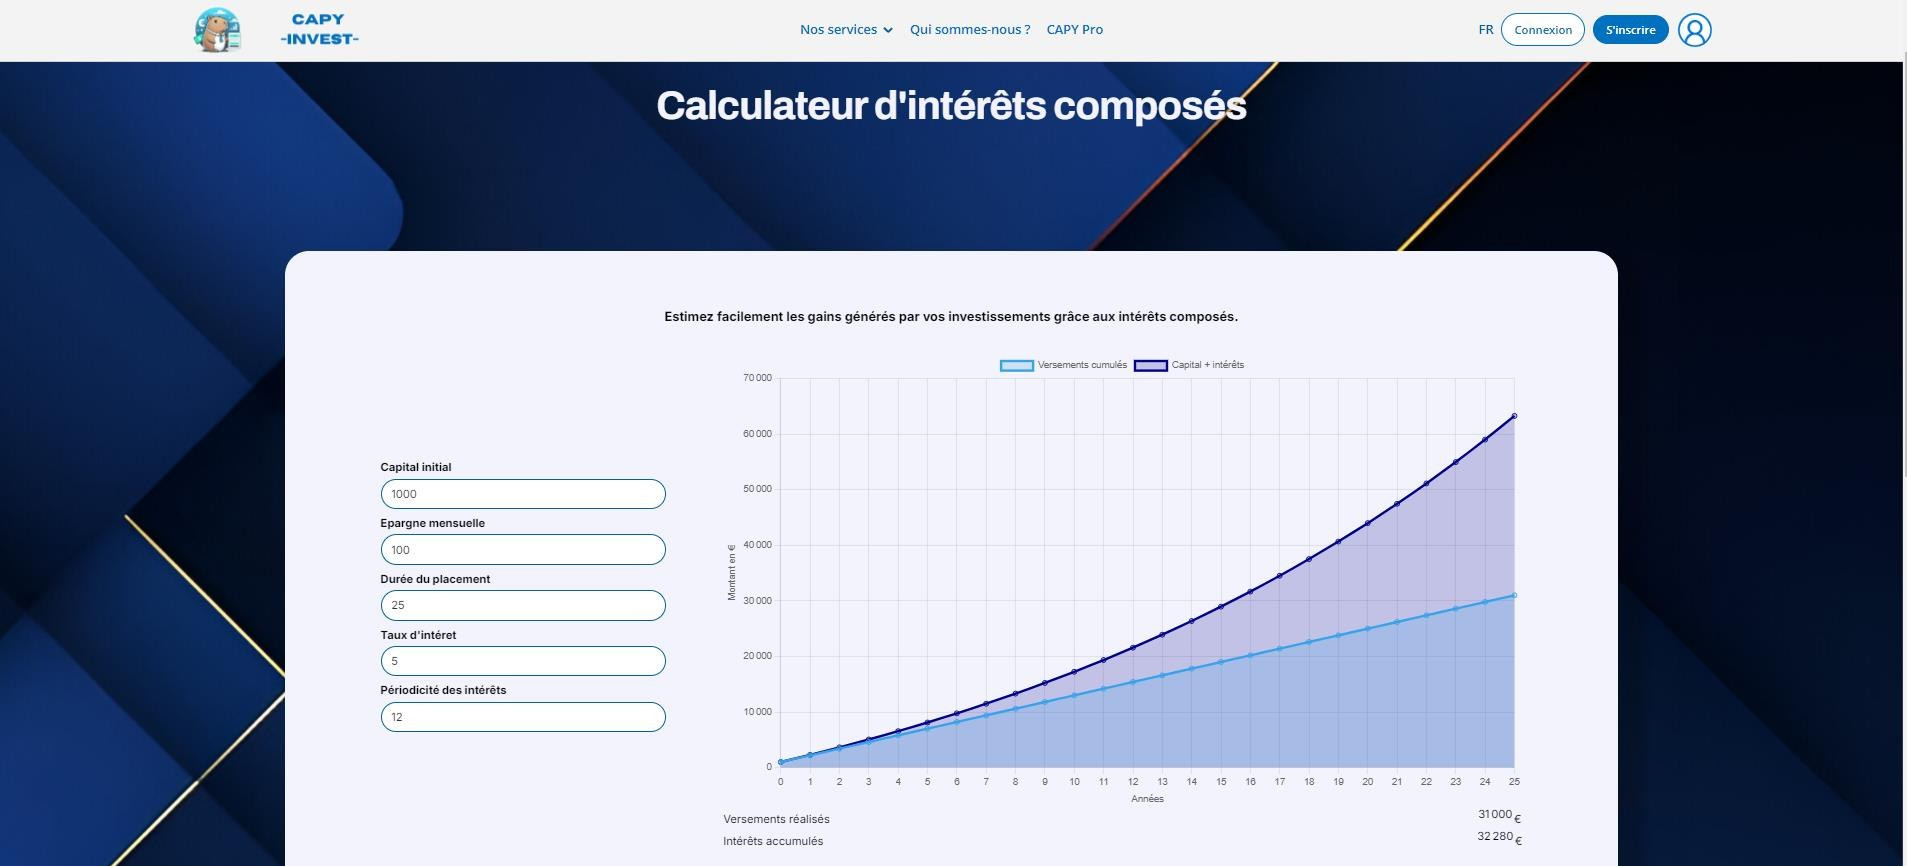 CAPY
-INVEST-
Nos services
Qui sommes-nous ?
CAPY Pro
FR
Connexion
S'inscrire
Calculateur d'intérêts composés
Estimez facilement les gains générés par vos investissements grâce aux intérêts composés.
Capital initial
1000
Epargne mensuelle
100
Durée du placement
25
Taux d'intéret
5
Périodicité des intérêts
12
Versements cumulés
Capital + intérêts
70 000
60 000
50 000
40 000
30 000
20 000
10 000
0
Montant en €
0 1 2 3 4 5 6 7 8 9 10 11 12 13 14 15 16 17 18 19 20 21 22 23 24 25
Années
Versements réalisés 31 000 €
Intérêts accumulés 32 280 €